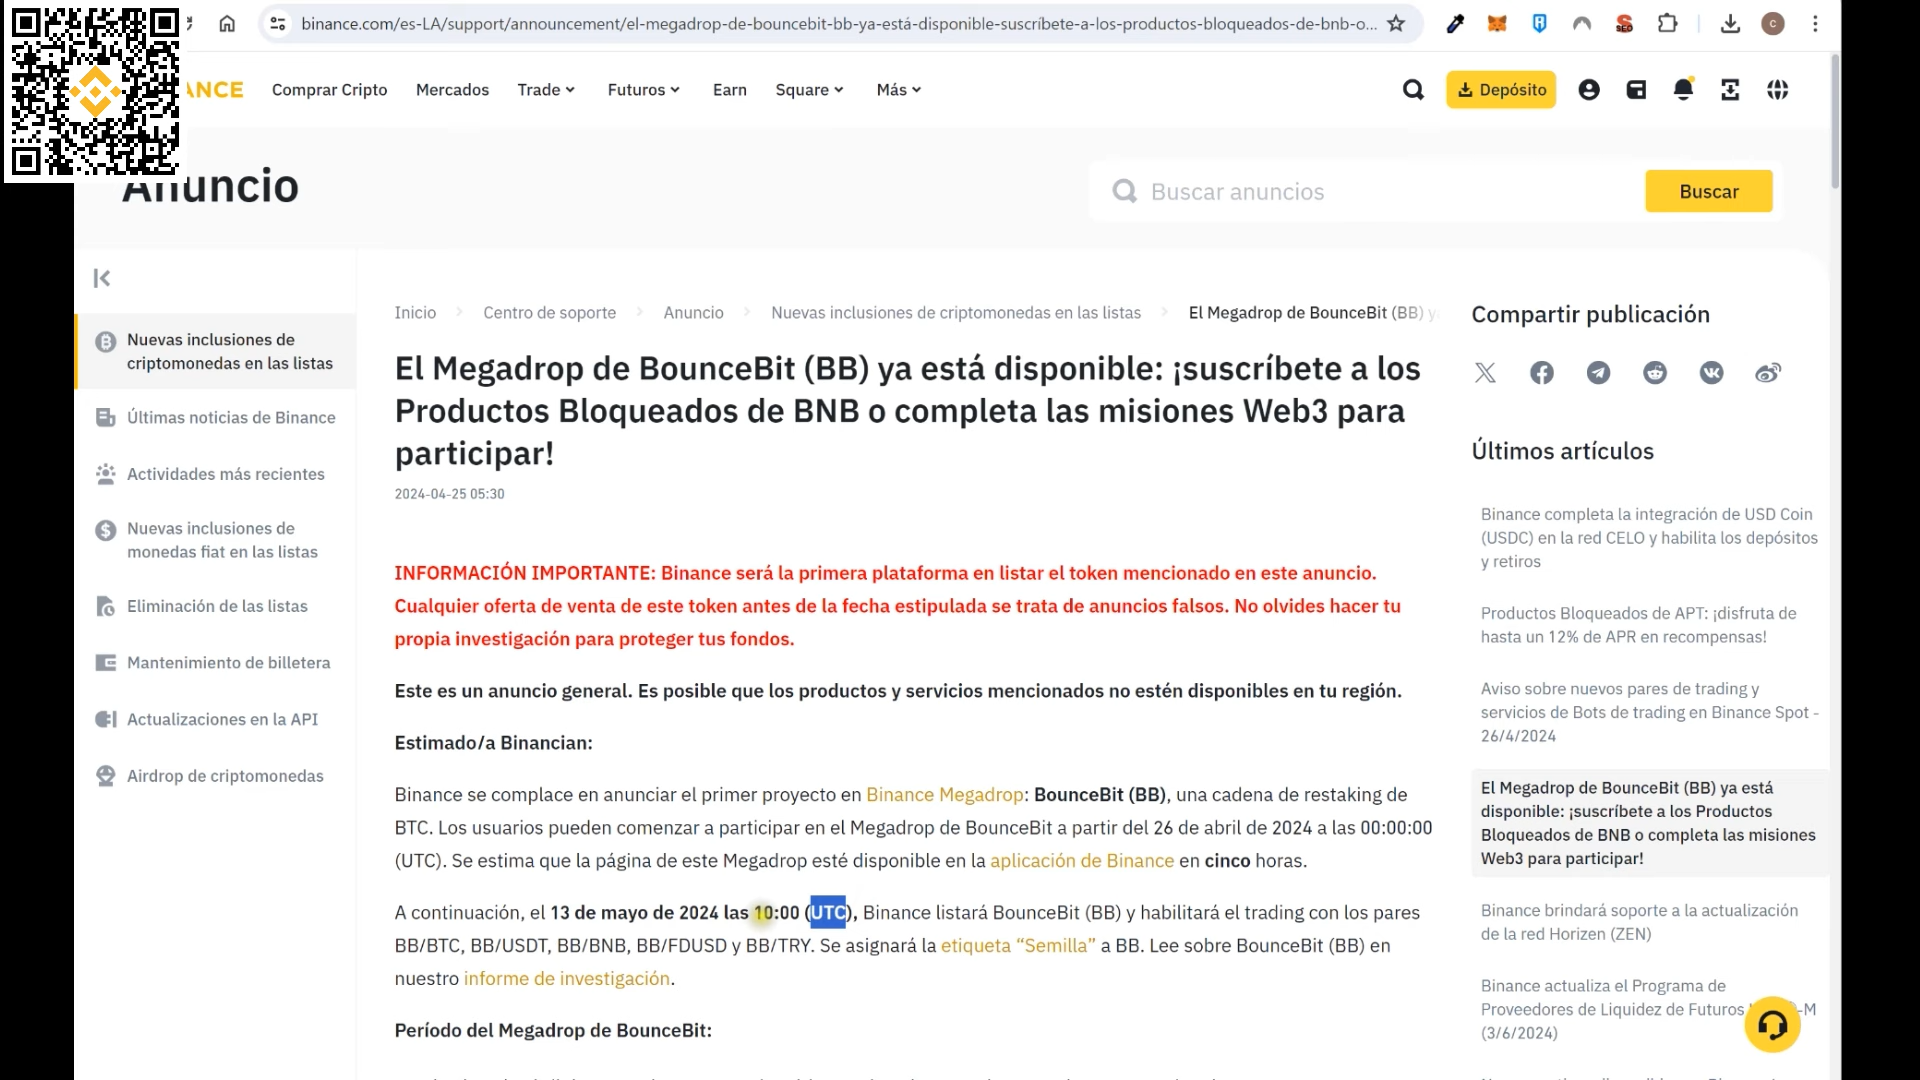 binance.com/es-LA/support/announcement/el-megadrop-de-bouncebit-bb-ya-está-disponible-suscríbete-a-los-productos-bloqueados-de-bnb-o...
SEO
C
ANCE
Comprar Cripto
Mercados
Trade
Futuros
Earn
Square
Más
Depósito
Anuncio
Buscar anuncios
Buscar
Nuevas inclusiones de
criptomonedas en las listas
Últimas noticias de Binance
Actividades más recientes
Nuevas inclusiones de
monedas fiat en las listas
Eliminación de las listas
Mantenimiento de billetera
Actualizaciones en la API
Airdrop de criptomonedas
Inicio
Centro de soporte
Anuncio
Nuevas inclusiones de criptomonedas en las listas
El Megadrop de BounceBit (BB) y
El Megadrop de BounceBit (BB) ya está disponible: ¡suscríbete a los
Productos Bloqueados de BNB o completa las misiones Web3 para
participar!
2024-04-25 05:30
INFORMACIÓN IMPORTANTE: Binance será la primera plataforma en listar el token mencionado en este anuncio.
Cualquier oferta de venta de este token antes de la fecha estipulada se trata de anuncios falsos. No olvides hacer tu
propia investigación para proteger tus fondos.
Este es un anuncio general. Es posible que los productos y servicios mencionados no estén disponibles en tu región.
Estimado/a Binancian:
Binance se complace en anunciar el primer proyecto en Binance Megadrop: BounceBit (BB), una cadena de restaking de
BTC. Los usuarios pueden comenzar a participar en el Megadrop de BounceBit a partir del 26 de abril de 2024 a las 00:00:00
(UTC). Se estima que la página de este Megadrop esté disponible en la aplicación de Binance en cinco horas.
A continuación, el 13 de mayo de 2024 las 10:00 (UTC), Binance listará BounceBit (BB) y habilitará el trading con los pares
BB/BTC, BB/USDT, BB/BNB, BB/FDUSD y BB/TRY. Se asignará la etiqueta “Semilla” a BB. Lee sobre BounceBit (BB) en
nuestro informe de investigación.
Período del Megadrop de BounceBit:
Compartir publicación
Últimos artículos
Binance completa la integración de USD Coin
(USDC) en la red CELO y habilita los depósitos
y retiros
Productos Bloqueados de APT: ¡disfruta de
hasta un 12% de APR en recompensas!
Aviso sobre nuevos pares de trading y
servicios de Bots de trading en Binance Spot -
26/4/2024
El Megadrop de BounceBit (BB) ya está
disponible: ¡suscríbete a los Productos
Bloqueados de BNB o completa las misiones
Web3 para participar!
Binance brindará soporte a la actualización
de la red Horizen (ZEN)
Binance actualiza el Programa de
Proveedores de Liquidez de Futuros -M
(3/6/2024)